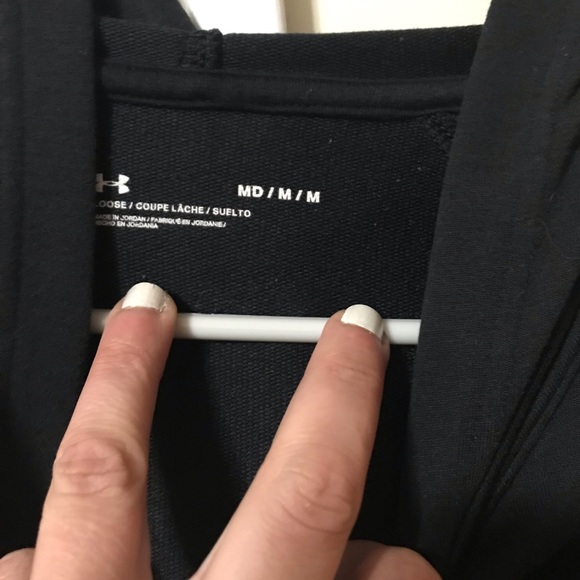 MD / M / M
LOOSE / COUPE LÂCHE / SUELTO
MADE IN JORDAN / FABRIQUÉ EN JORDANIE /
HECHO EN JORDANIA